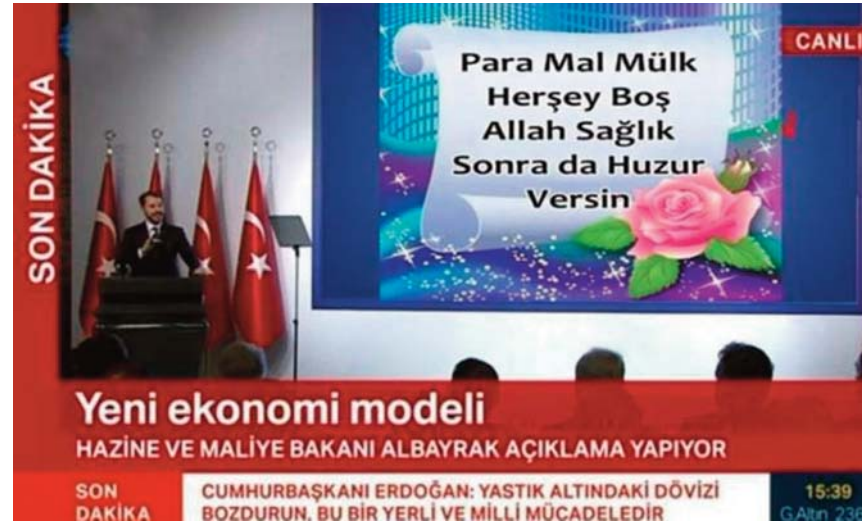 SON DAKİKA
CANLI
Para Mal Mülk
Herşey Boş
Allah Sağlık
Sonra da Huzur
Versin
Yeni ekonomi modeli
HAZİNE VE MALİYE BAKANI ALBAYRAK AÇIKLAMA YAPIYOR
SON
DAKİKA
CUMHURBAŞKANI ERDOĞAN: YASTIK ALTINDAKİ DÖVİZİ
BOZDURUN, BU BİR YERLİ VE MİLLİ MÜCADELEDİR
15:39
G.Altın 236